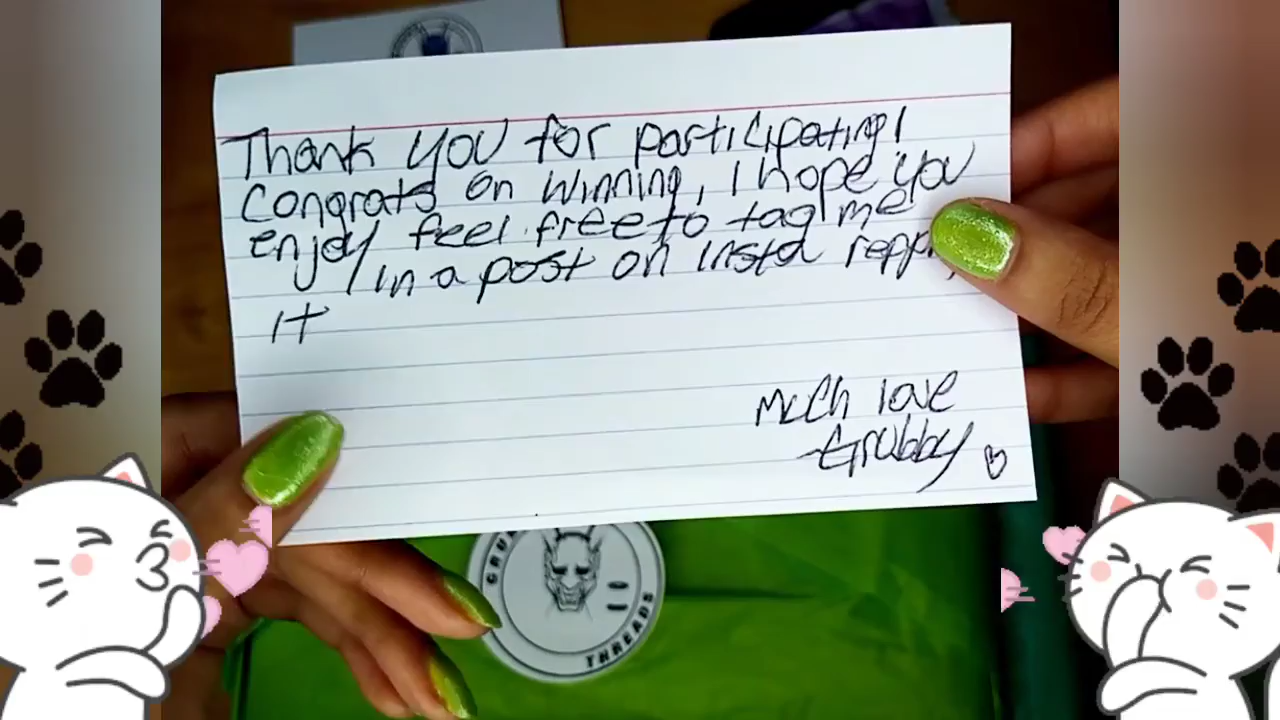 Thank you for participating!
Congrats on winning, I hope you
enjoy feel free to tag me
in a post on insta
it
Much love
Grubby
THREADS